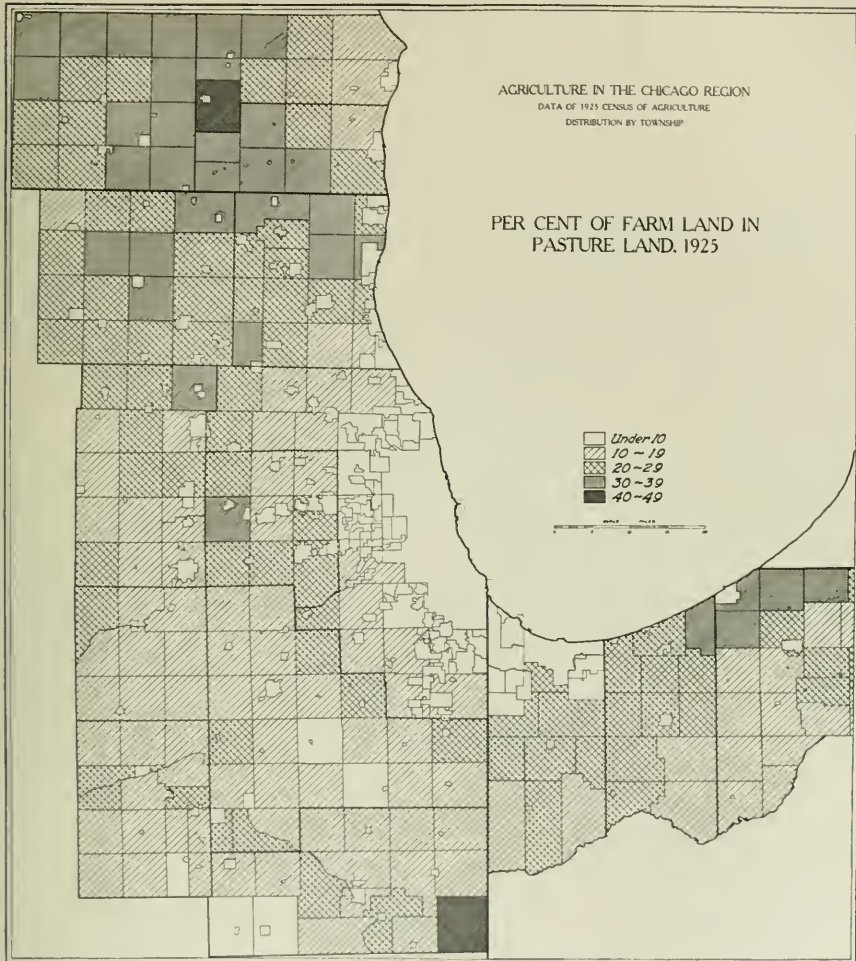 AGRICULTURE IN THE CHICAGO REGION
DATA OF 1925 CENSUS OF AGRICULTURE
DISTRIBUTION BY TOWNSHIP
PER CENT OF FARM LAND IN
PASTURE LAND, 1925
Under 10
10 - 19
20 - 29
30 - 39
40 - 49